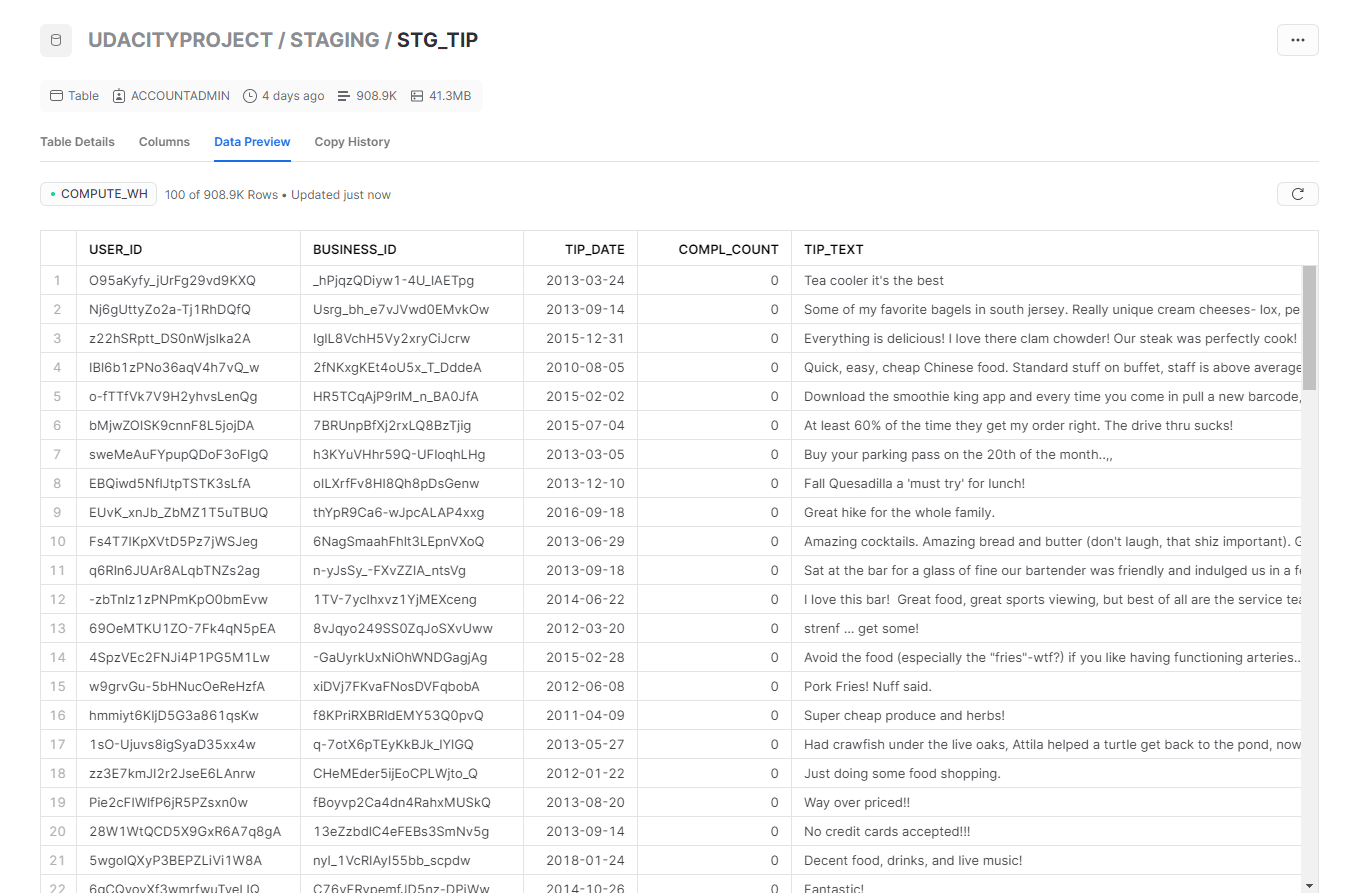 UDACITYPROJECT / STAGING / STG_TIP
Table ACCOUNTADMIN 4 days ago 908.9K 41.3MB
Table Details Columns Data Preview Copy History
COMPUTE_WH 100 of 908.9K Rows • Updated just now
USER_ID BUSINESS_ID TIP_DATE COMPL_COUNT TIP_TEXT
1 O95aKyfy_jUrFg29vd9KXQ _hPjqzQDiyw1-4U_IAETpg 2013-03-24 0 Tea cooler it's the best
2 Nj6gUttyZo2a-Tj1RhDQfQ Usrg_bh_e7vJVwd0EMvkOw 2013-09-14 0 Some of my favorite bagels in south jersey. Really unique cream cheeses- lox, pe
3 z22hSRptt_DS0nWjslka2A IglL8VchH5Vy2xryCiJcrw 2015-12-31 0 Everything is delicious! I love there clam chowder! Our steak was perfectly cook!
4 IBl6b1zPNo36aqV4h7vQ_w 2fNKxgKEt4oU5x_T_DddeA 2010-08-05 0 Quick, easy, cheap Chinese food. Standard stuff on buffet, staff is above average
5 o-fTTfVk7V9H2yhvsLenQg HR5TCqAjP9rlM_n_BA0JfA 2015-02-02 0 Download the smoothie king app and every time you come in pull a new barcode,
6 bMjwZOISK9cnnF8L5jojDA 7BRUnpBfXj2rxLQ8BzTjig 2015-07-04 0 At least 60% of the time they get my order right. The drive thru sucks!
7 sweMeAuFYpupQDoF3oFIgQ h3KYuVHhr59Q-UFIoqhLHg 2013-03-05 0 Buy your parking pass on the 20th of the month..,,
8 EBQiwd5NflJtpTSTK3sLfA oILXrfFv8HI8Qh8pDsGenw 2013-12-10 0 Fall Quesadilla a 'must try' for lunch!
9 EUvK_xnJb_ZbMZ1T5uTBUQ thYpR9Ca6-wJpcALAP4xxg 2016-09-18 0 Great hike for the whole family.
10 Fs4T7IKpXVtD5Pz7jWSJeg 6NagSmaahFhlt3LEpnVXoQ 2013-06-29 0 Amazing cocktails. Amazing bread and butter (don't laugh, that shiz important). G
11 q6RIn6JUAr8ALqbTNZs2ag n-yJsSy_-FXvZZIA_ntsVg 2013-09-18 0 Sat at the bar for a glass of fine our bartender was friendly and indulged us in a fe
12 -zbTnIz1zPNPmKpO0bmEvw 1TV-7ycIhxvz1YjMEXceng 2014-06-22 0 I love this bar!  Great food, great sports viewing, but best of all are the service tea
13 69OeMTKU1ZO-7Fk4qN5pEA 8vJqyo249SS0ZqJoSXvUww 2012-03-20 0 strenf ... get some!
14 4SpzVEc2FNJi4P1PG5M1Lw -GaUyrkUxNiOhWNDGagjAg 2015-02-28 0 Avoid the food (especially the "fries"-wtf?) if you like having functioning arteries..
15 w9grvGu-5bHNucOeReHzfA xiDVj7FKvaFNosDVFqbobA 2012-06-08 0 Pork Fries! Nuff said.
16 hmmiyt6KljD5G3a861qsKw f8KPriRXBRldEMY53Q0pvQ 2011-04-09 0 Super cheap produce and herbs!
17 1sO-Ujuvs8igSyaD35xx4w q-7otX6pTEyKkBJk_IYlGQ 2013-05-27 0 Had crawfish under the live oaks, Attila helped a turtle get back to the pond, now
18 zz3E7kmJI2r2JseE6LAnrw CHeMEder5ijEoCPLWjto_Q 2012-01-22 0 Just doing some food shopping.
19 Pie2cFIWlfP6jR5PZsxn0w fBoyvp2Ca4dn4RahxMUSkQ 2013-08-20 0 Way over priced!!
20 28W1WtQCD5X9GxR6A7q8gA 13eZzbdlC4eFEBs3SmNv5g 2013-09-14 0 No credit cards accepted!!!
21 5wgoIQXyP3BEPZLiVi1W8A nyl_1VcRlAyI55bb_scpdw 2018-01-24 0 Decent food, drinks, and live music!
22 2014-10-26 0 Fantastic!